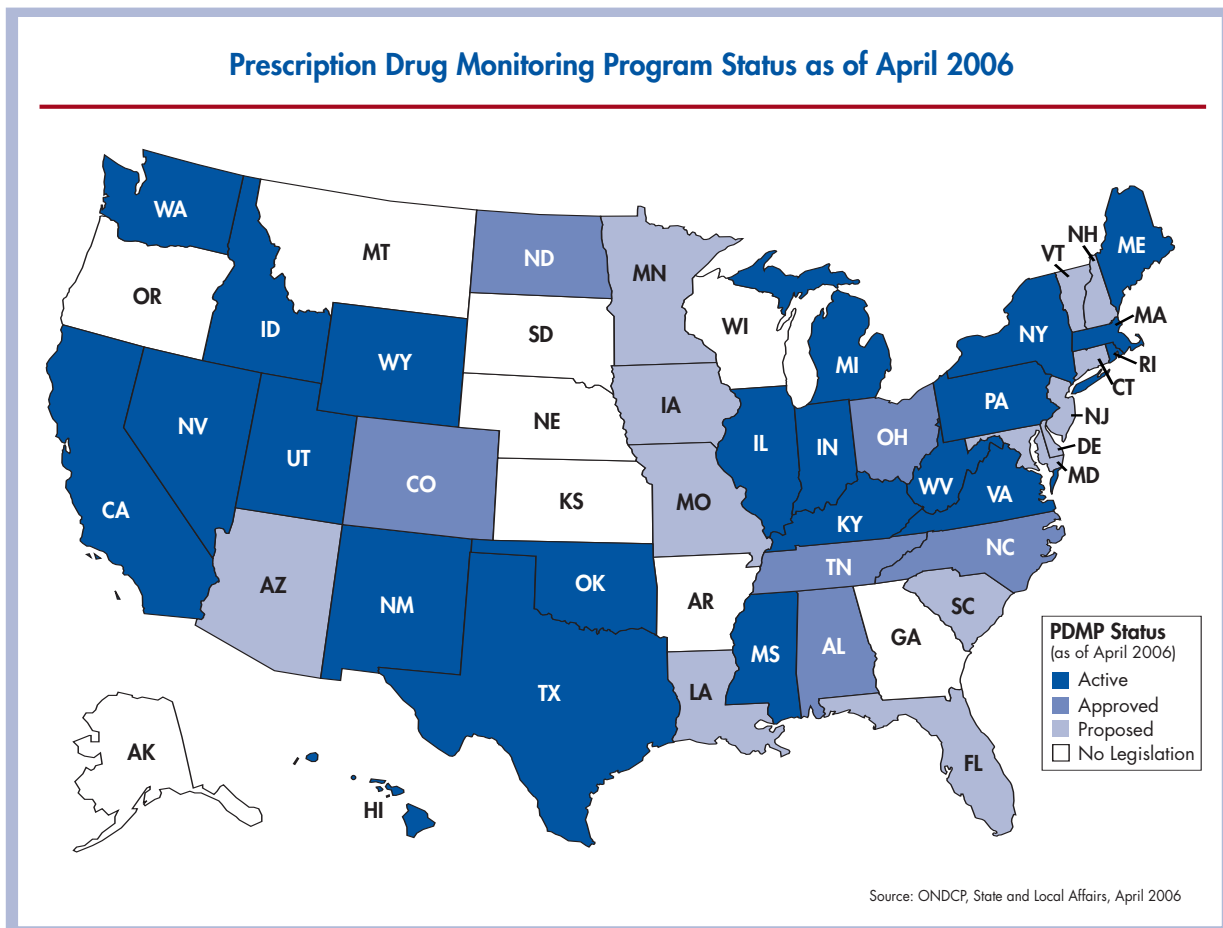 Prescription Drug Monitoring Program Status as of April 2006
WA
MT
ND
MN
VT
NH
ME
OR
ID
SD
WI
NY
MA
WY
MI
RI
CT
NE
IA
PA
NJ
NV
UT
CO
IL
IN
OH
DE
MD
CA
KS
MO
WV
VA
KY
AZ
NM
OK
TN
NC
AR
SC
MS
AL
GA
TX
LA
FL
AK
HI
PDMP Status
(as of April 2006)
Active
Approved
Proposed
No Legislation
Source: ONDCP, State and Local Affairs, April 2006